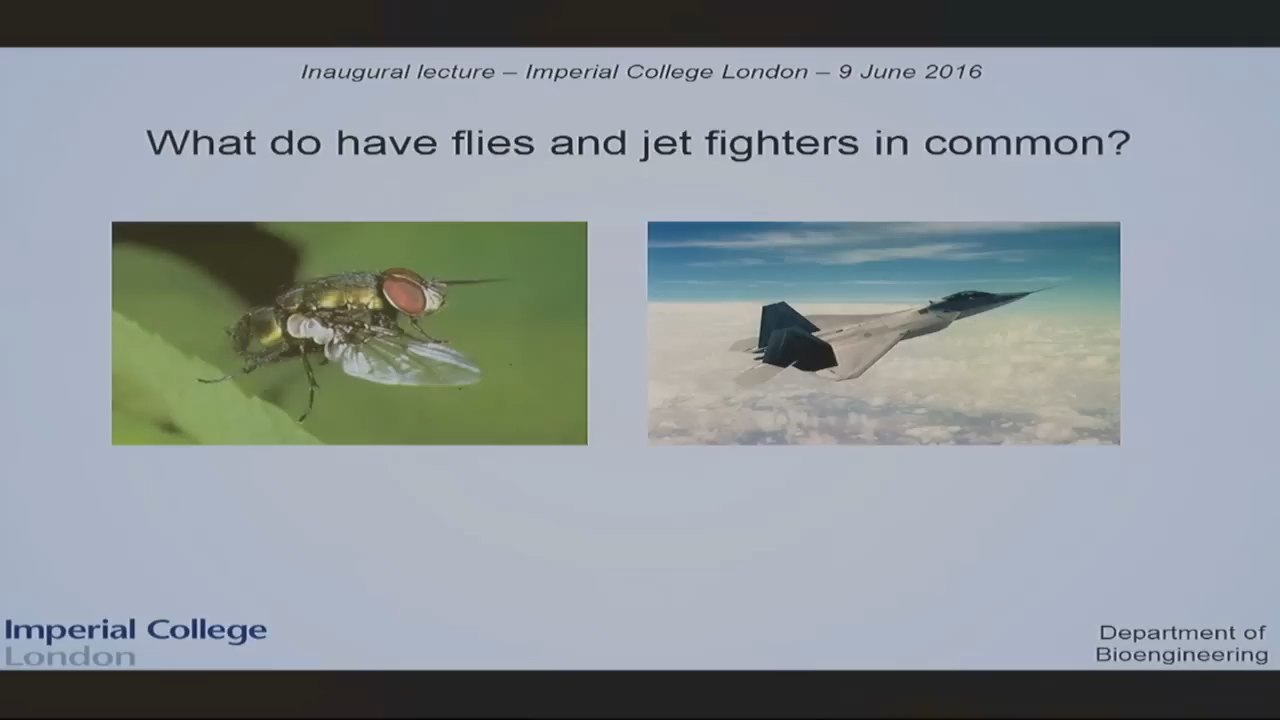 Inaugural lecture – Imperial College London – 9 June 2016
What do have flies and jet fighters in common?
Imperial College
London
Department of
Bioengineering